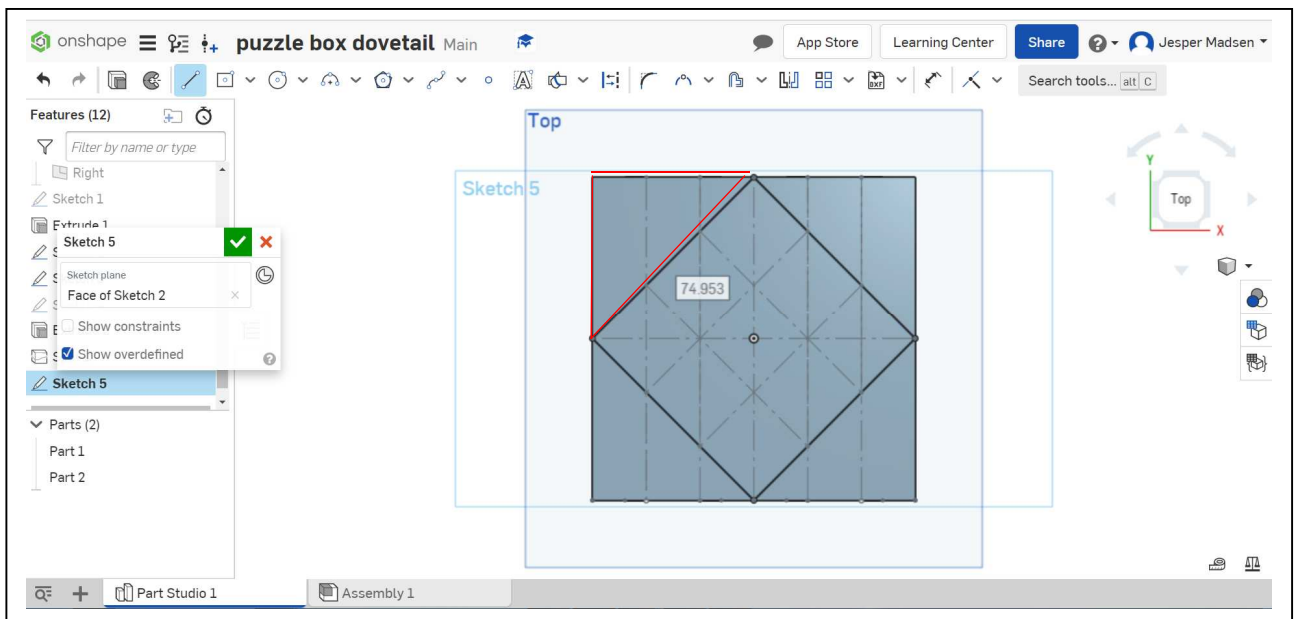 onshape puzzle box dovetail Main App Store Learning Center Share Jesper Madsen
Search tools... alt C
Features (12)
Filter by name or type
Right
Sketch 1
Extrude 1
Sketch 5
Sketch plane
Face of Sketch 2
Show constraints
Show overdefined
Sketch 5
Parts (2)
Part 1
Part 2
Top
Sketch 5
74.953
Y
Top
X
Part Studio 1
Assembly 1